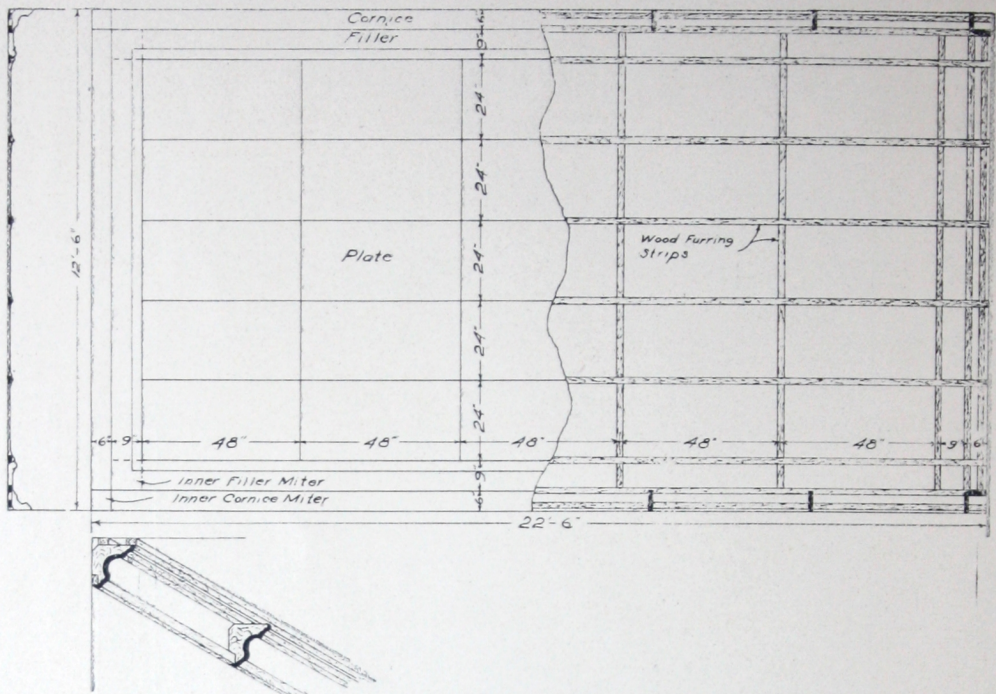 Cornice
Filler
6"
9"
24"
24"
24"
24"
24"
9"
6"
12'-6"
Plate
Wood Furring
Strips
6" 9" 48" 48" 48" 48" 48" 9" 6"
Inner Filler Miter
Inner Cornice Miter
22'-6"